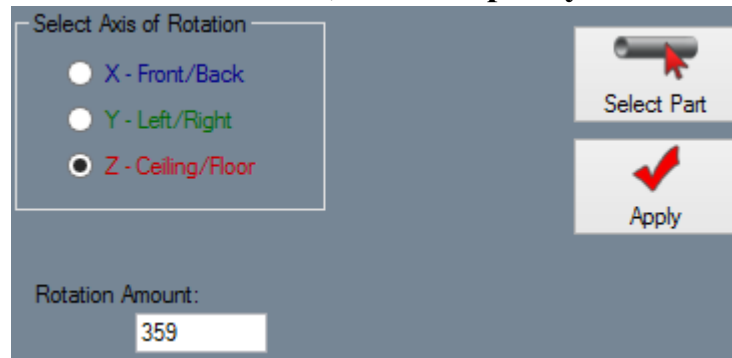 Select Axis of Rotation
X - Front/Back
Y - Left/Right
Z - Ceiling/Floor
Select Part
Apply
Rotation Amount:
359